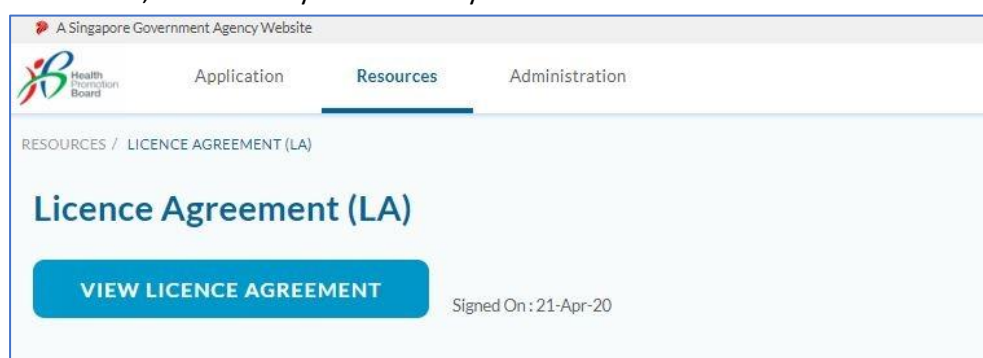 A Singapore Government Agency Website
Health
Promotion
Board
Application Resources Administration
RESOURCES / LICENCE AGREEMENT (LA)
Licence Agreement (LA)
VIEW LICENCE AGREEMENT
Signed On : 21-Apr-20